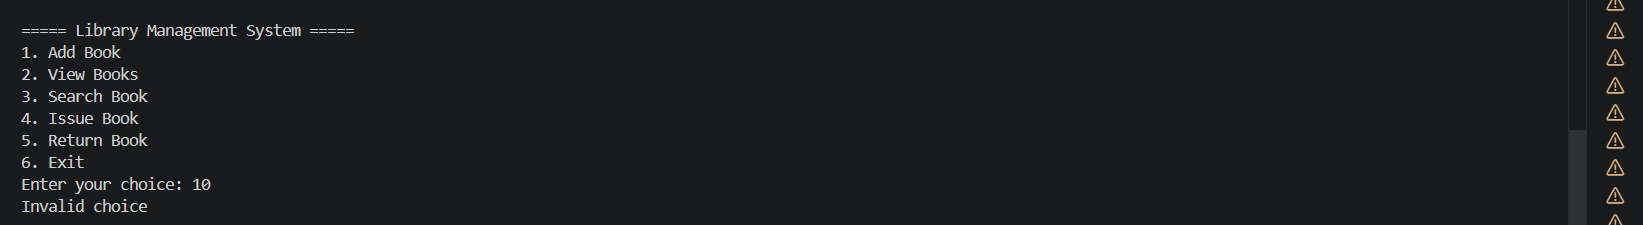 ===== Library Management System =====
1. Add Book
2. View Books
3. Search Book
4. Issue Book
5. Return Book
6. Exit
Enter your choice: 10
Invalid choice